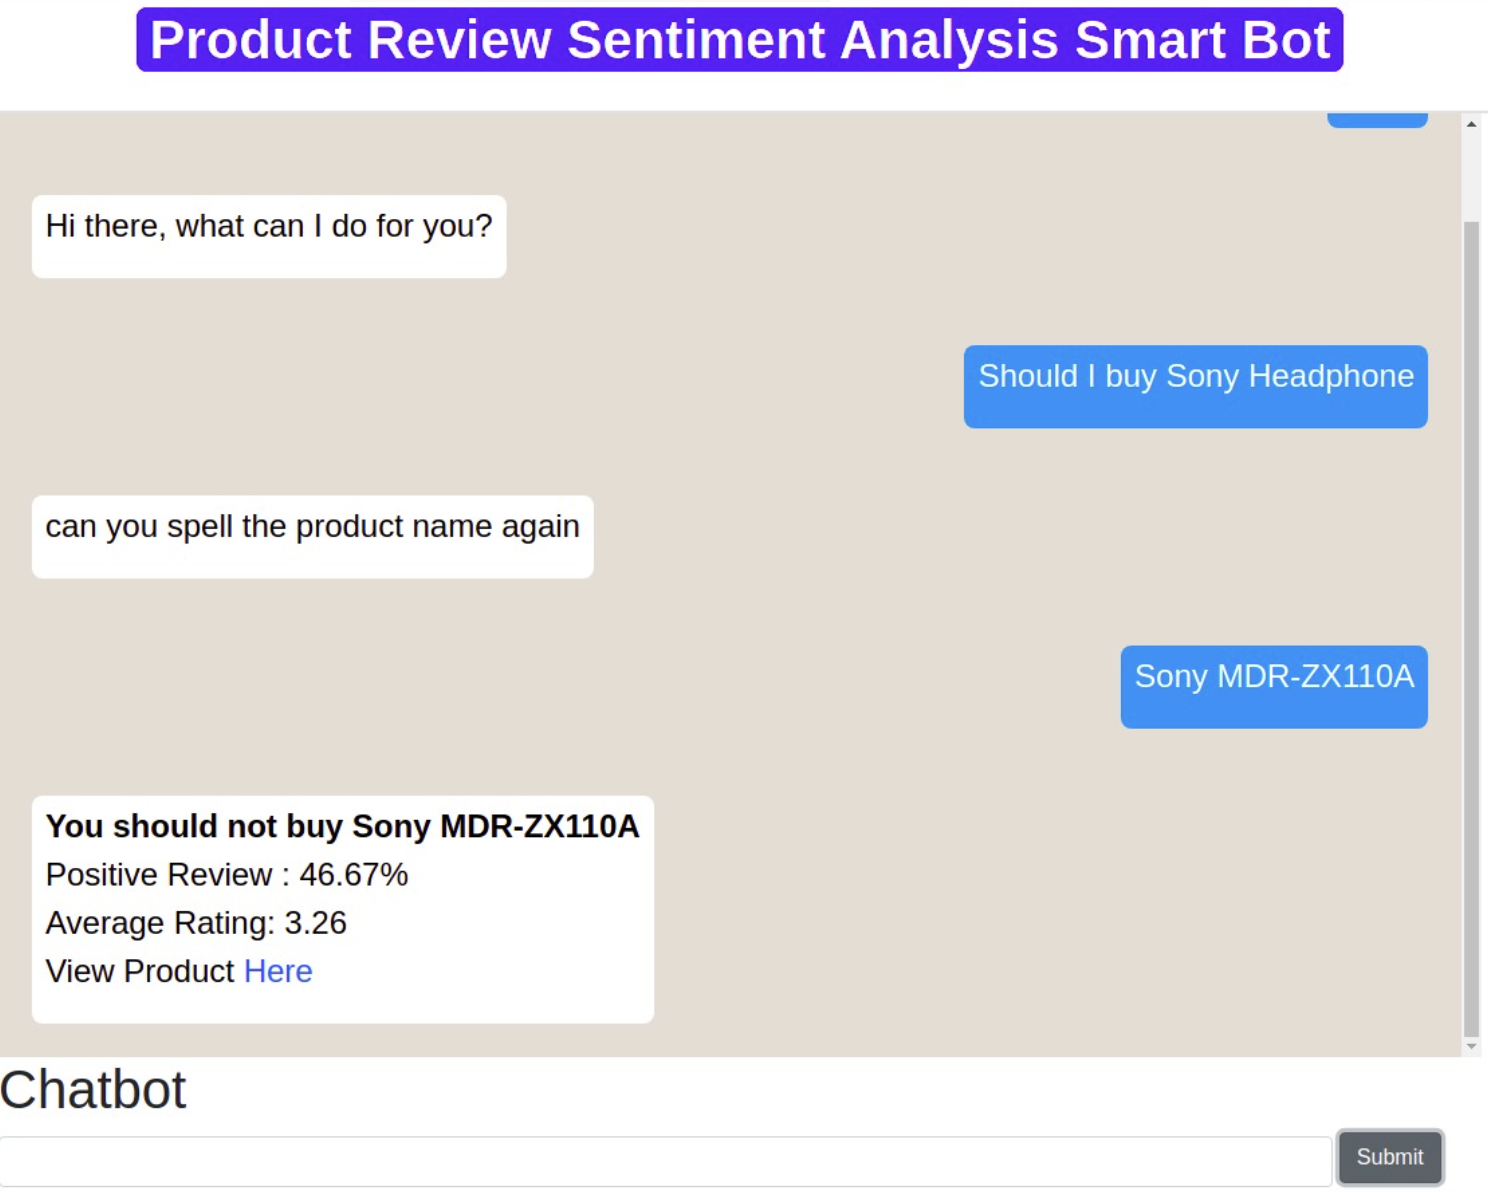 Product Review Sentiment Analysis Smart Bot
Hi there, what can I do for you?
Should I buy Sony Headphone
can you spell the product name again
Sony MDR-ZX110A
You should not buy Sony MDR-ZX110A
Positive Review : 46.67%
Average Rating: 3.26
View Product Here
Chatbot
Submit